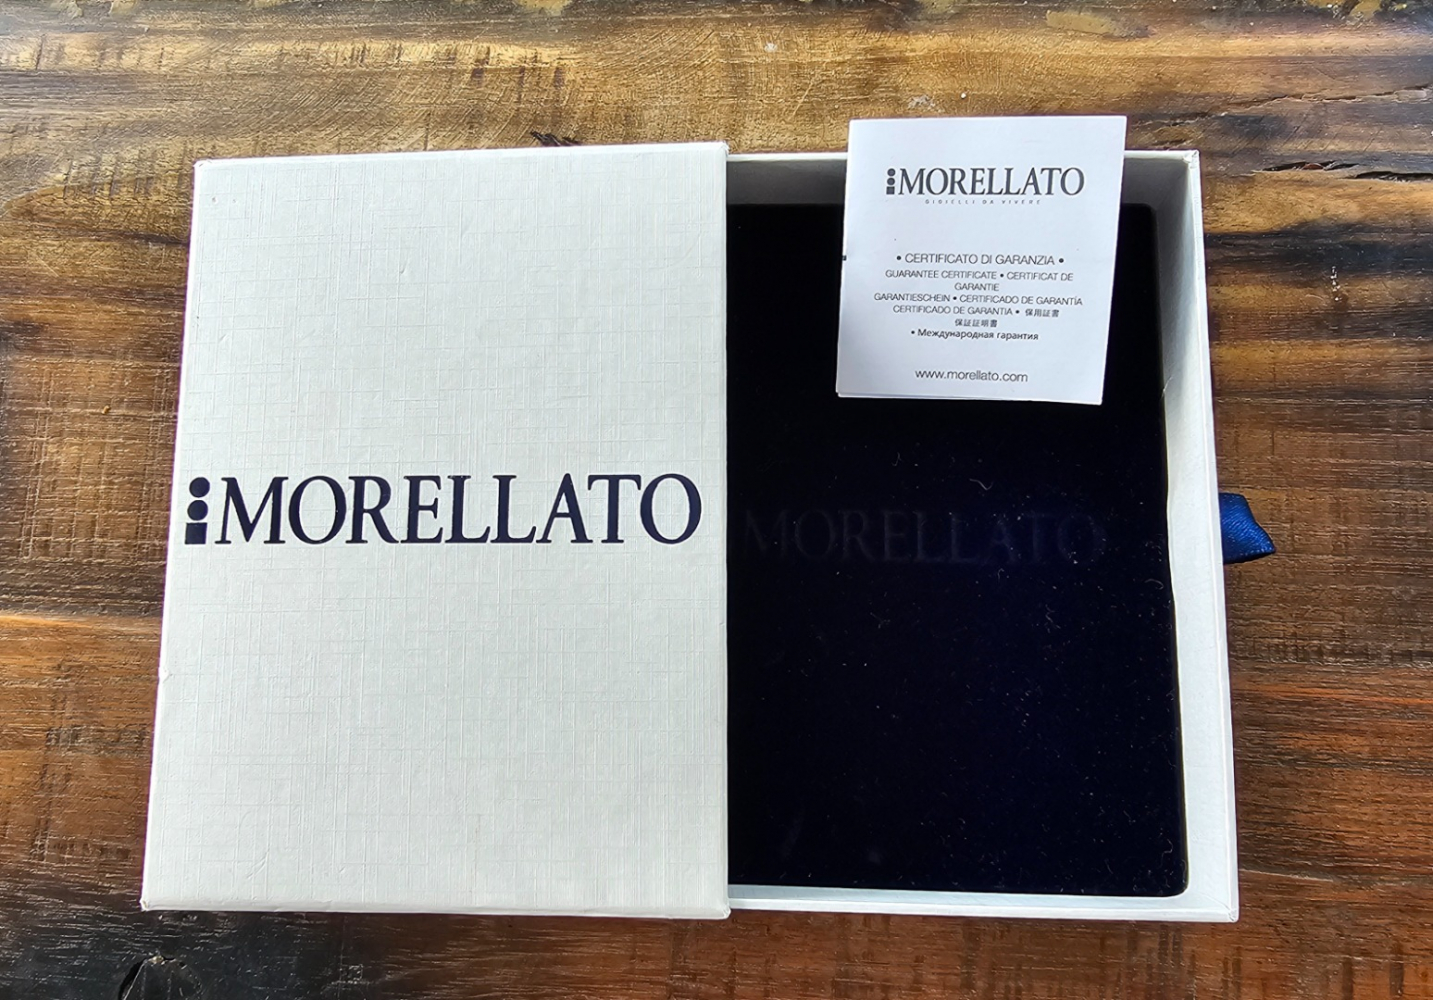 MORELLATO
MORELLATO
GIOIELLI DA VIVERE
• CERTIFICATO DI GARANZIA •
GUARANTEE CERTIFICATE • CERTIFICAT DE
GARANTIE
GARANTIESCHEIN • CERTIFICADO DE GARANTÍA
CERTIFICADO DE GARANTIA • 保用証書
保証証明書
• Международная гарантия
www.morellato.com
MORELLATO